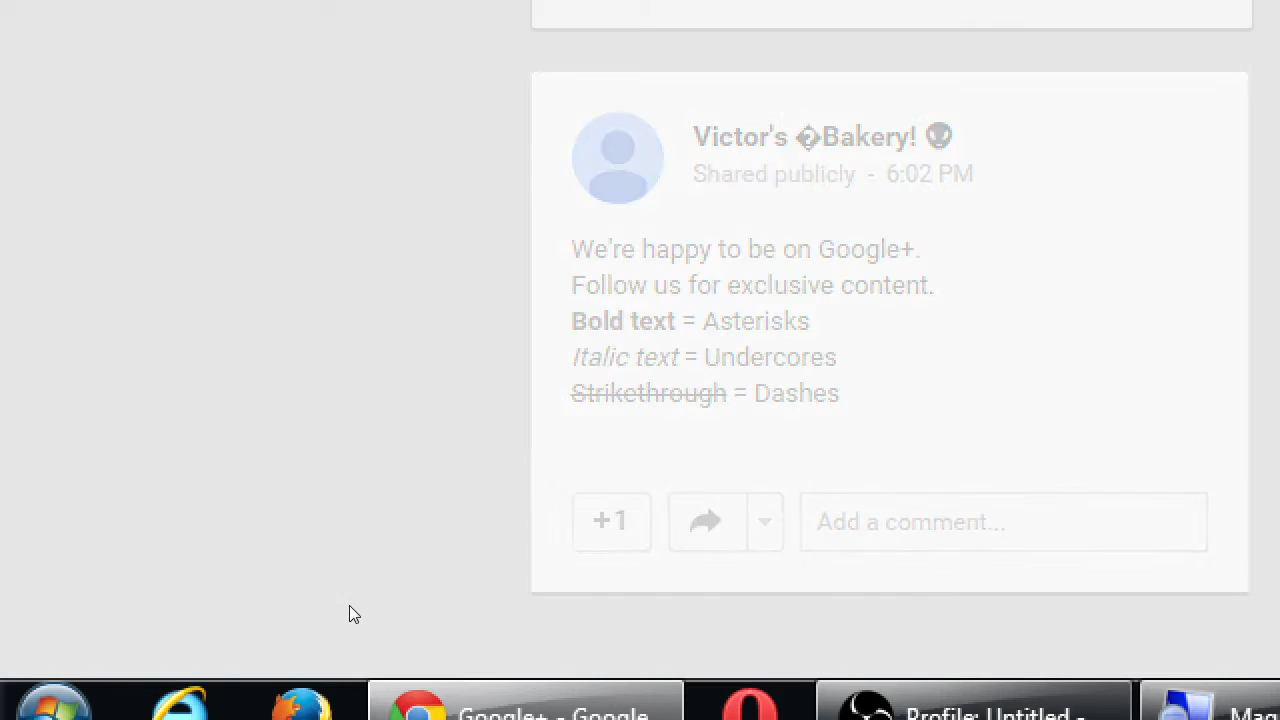 Victor's �Bakery! 👽
Shared publicly - 6:02 PM
We're happy to be on Google+.
Follow us for exclusive content.
Bold text = Asterisks
Italic text = Undercores
Strikethrough = Dashes
+1
Add a comment...
Google+ - Google
Profile: Untitled -